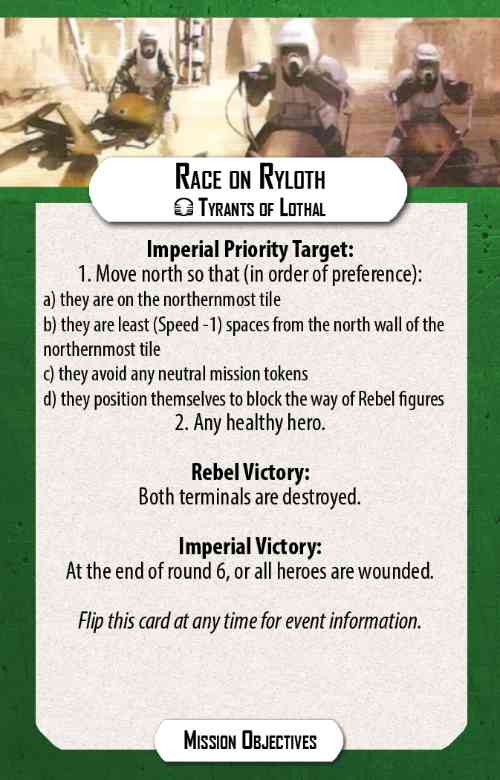 Race on Ryloth
Tyrants of Lothal
Imperial Priority Target:
1. Move north so that (in order of preference):
a) they are on the northernmost tile
b) they are least (Speed -1) spaces from the north wall of the
northernmost tile
c) they avoid any neutral mission tokens
d) they position themselves to block the way of Rebel figures
2. Any healthy hero.
Rebel Victory:
Both terminals are destroyed.
Imperial Victory:
At the end of round 6, or all heroes are wounded.
Flip this card at any time for event information.
Mission Objectives